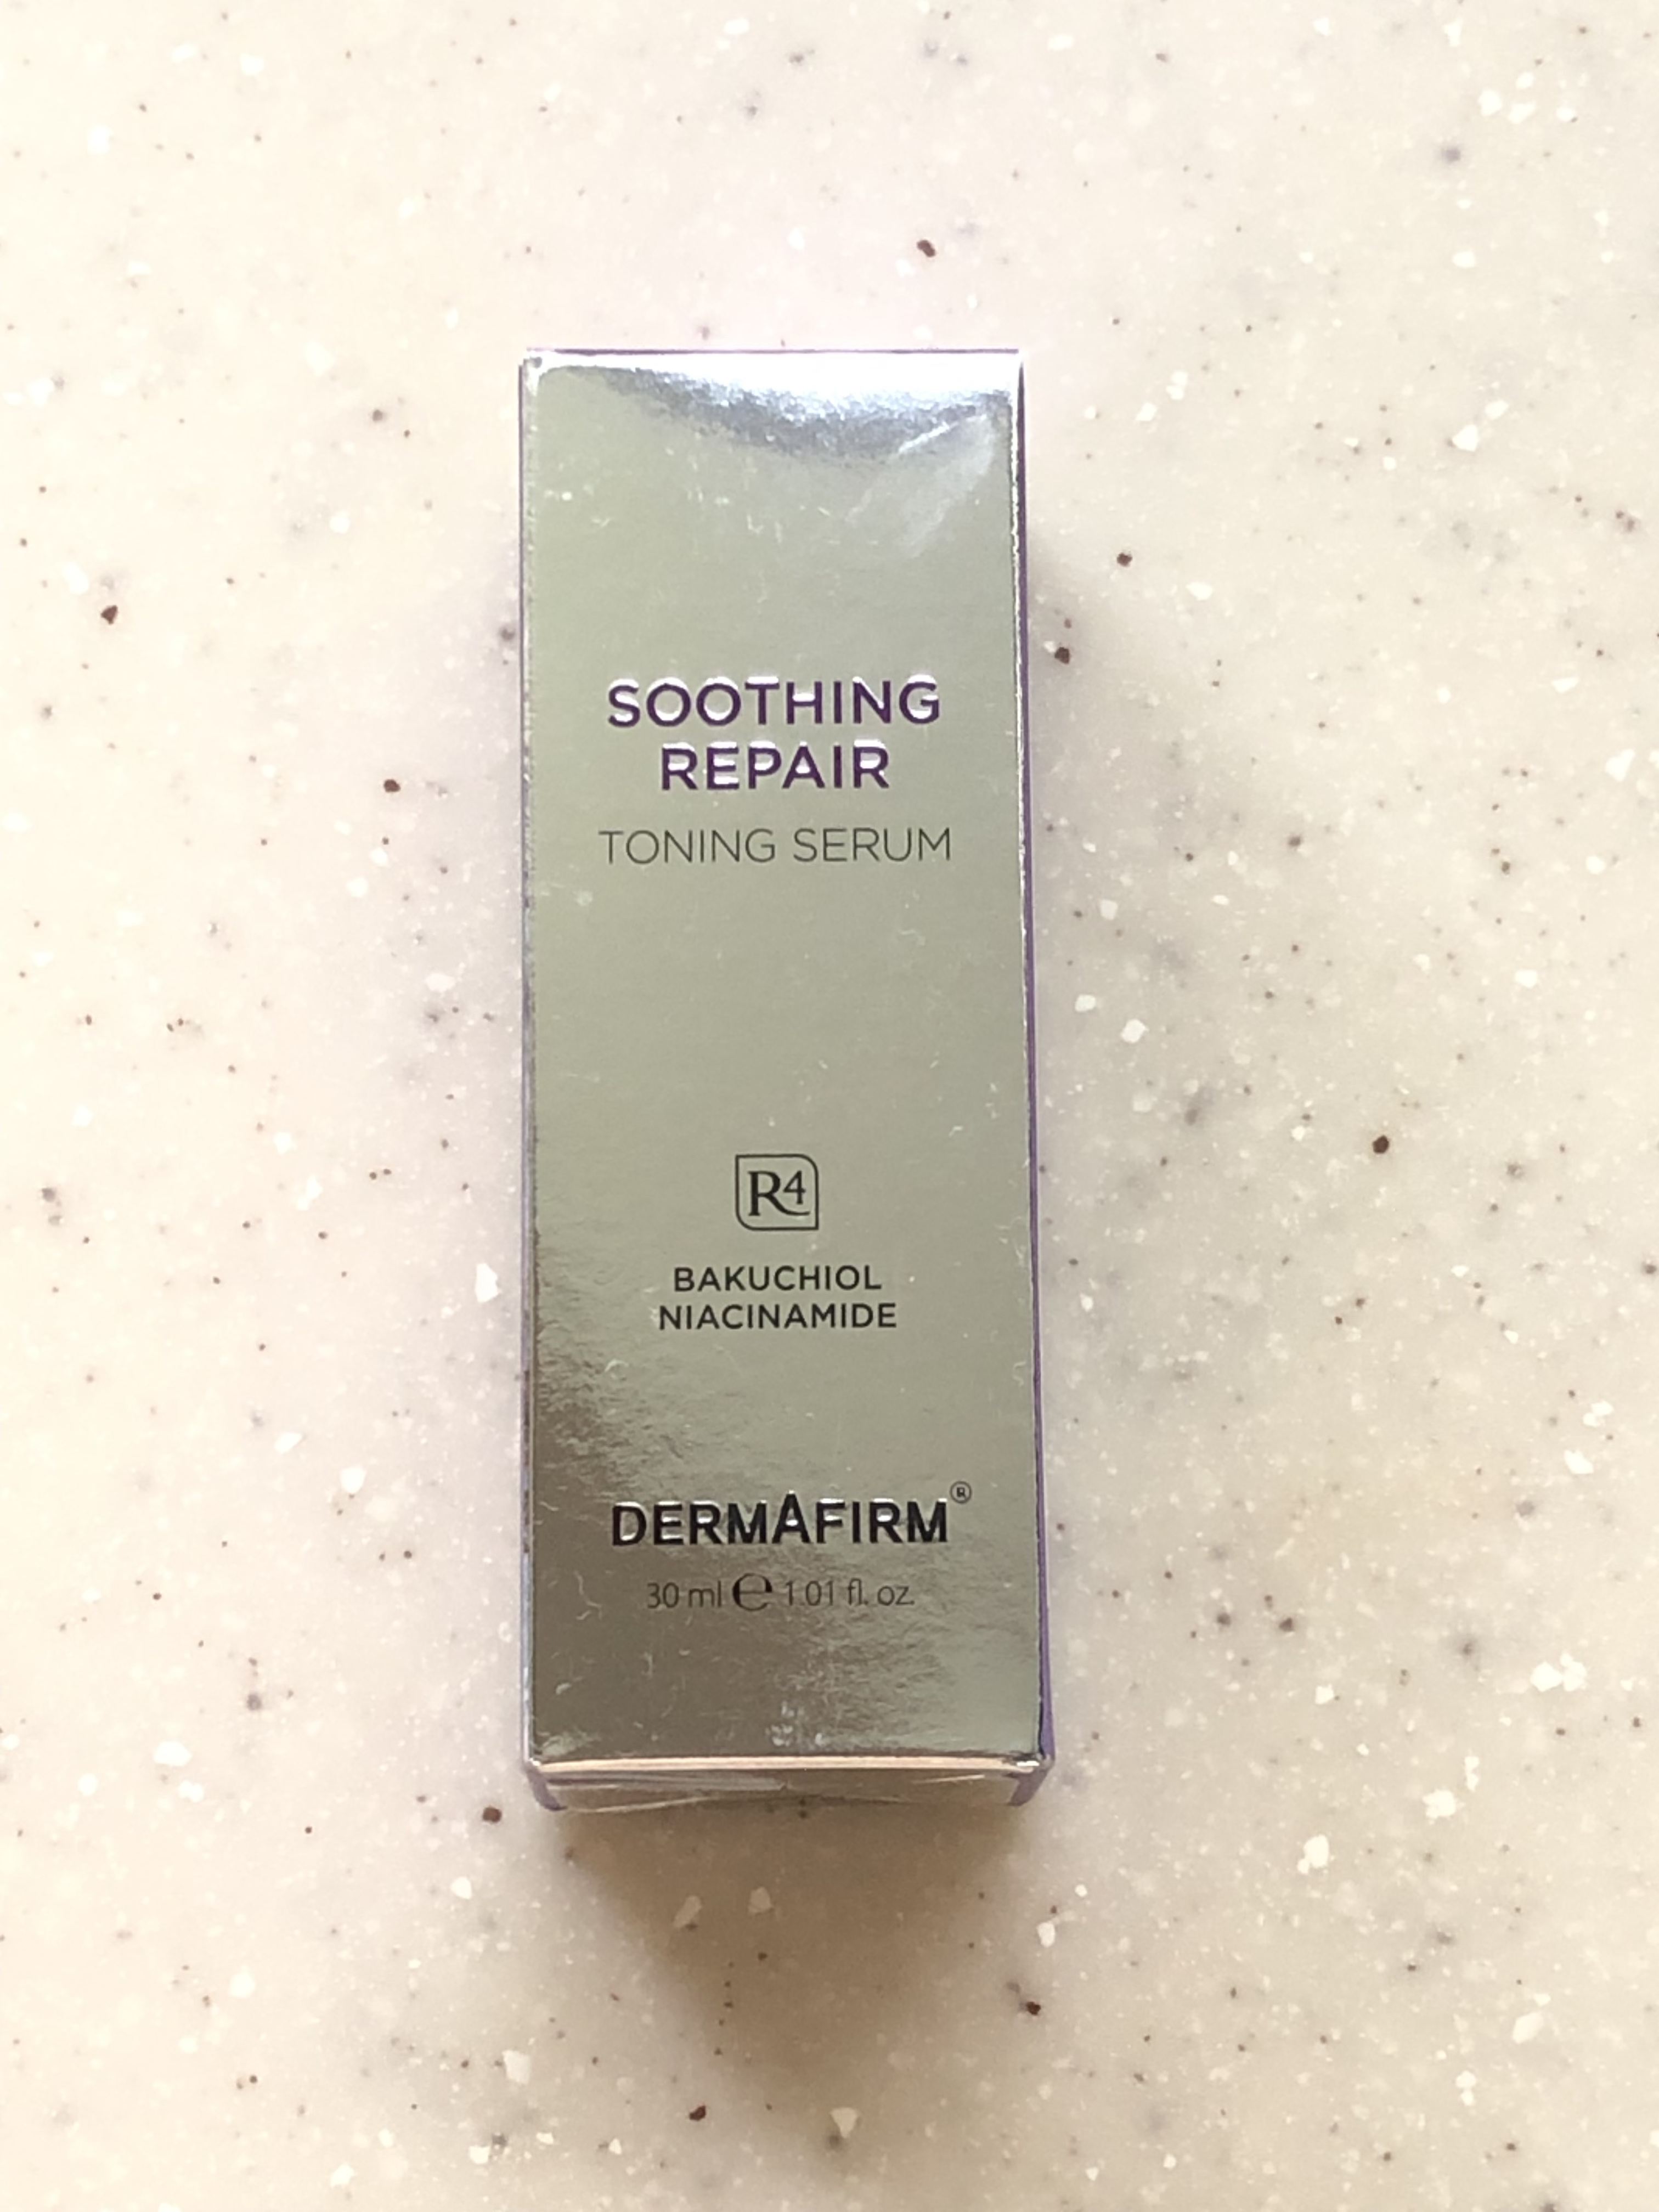 SOOTHING
REPAIR
TONING SERUM
R4
BAKUCHIOL
NIACINAMIDE
DERMAFIRM®
30 ml ℮ 1.01 fl. oz.